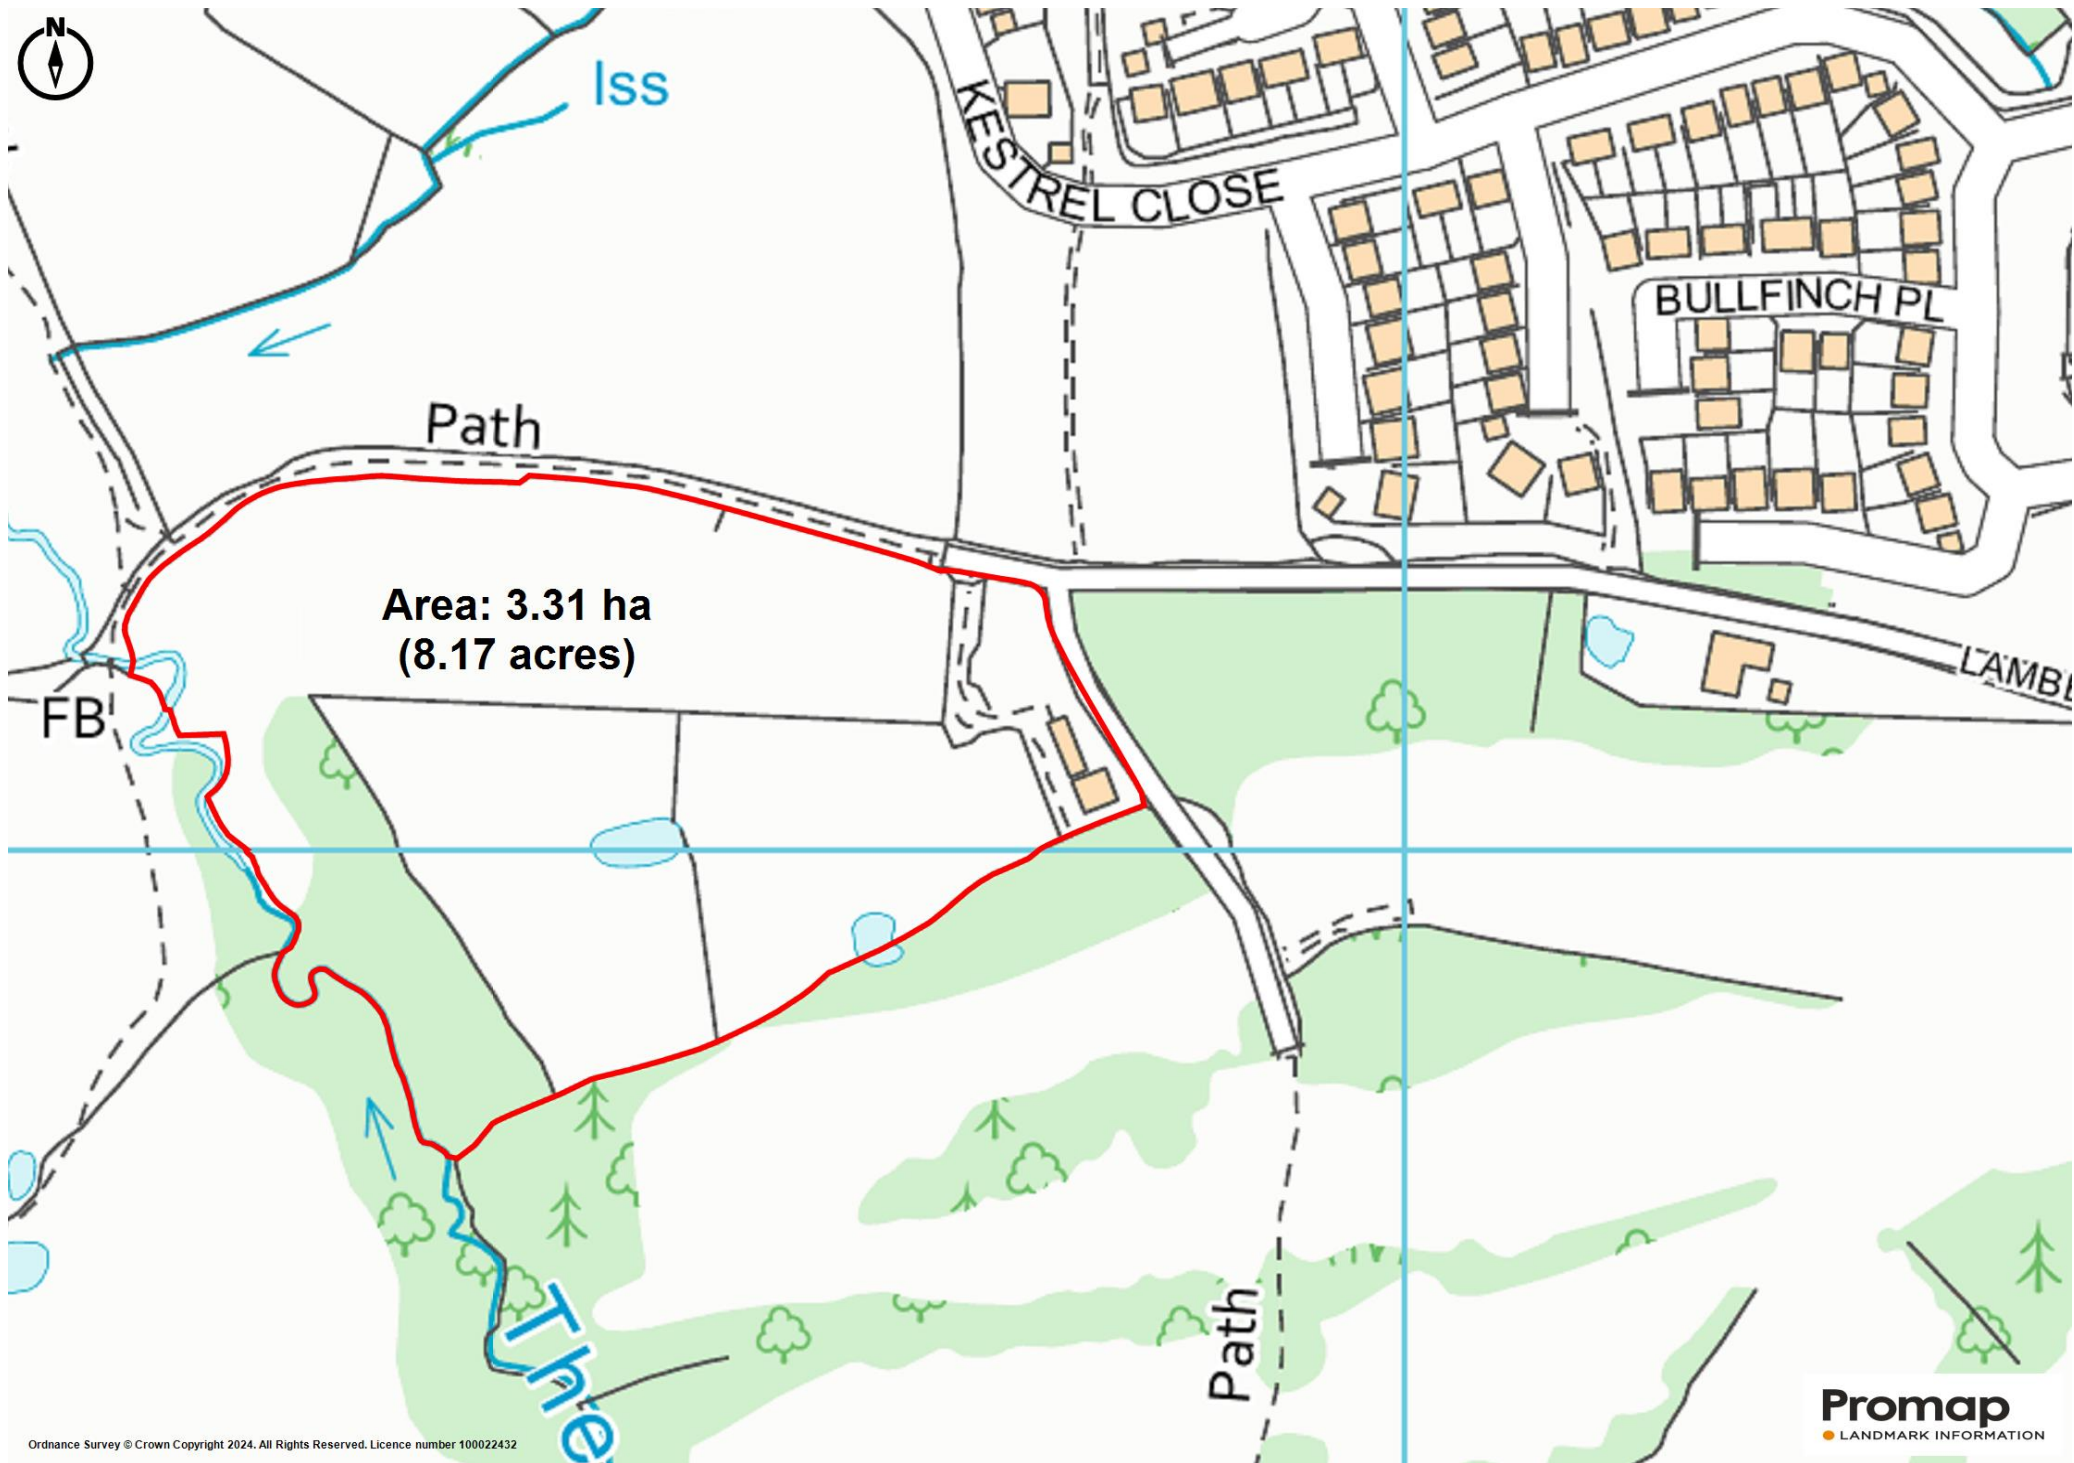 N
Iss
KESTREL CLOSE
BULLFINCH PL
Path
Area: 3.31 ha
(8.17 acres)
LAMBE
FB
Path
The
Promap
LANDMARK INFORMATION
Ordnance Survey © Crown Copyright 2024. All Rights Reserved. Licence number 100022432